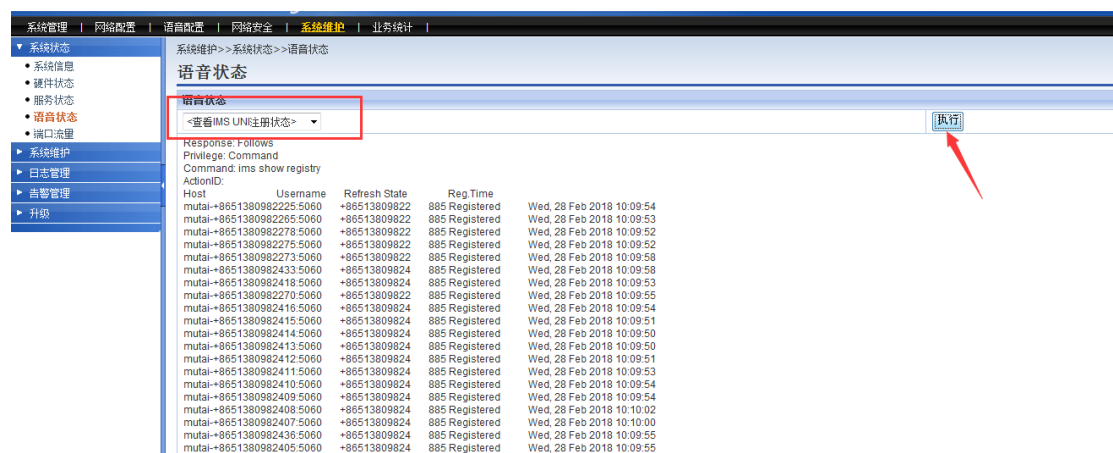 系统管理 | 网络配置 | 语音配置 | 网络安全 | 系统维护 | 业务统计 |
系统状态
系统信息
硬件状态
服务状态
语音状态
端口流量
系统维护
日志管理
告警管理
升级
系统维护>>系统状态>>语音状态
语音状态
语音状态
<查看IMS UNI注册状态>
执行
Response: Follows
Privilege: Command
Command: ims show registry
ActionID:
Host Username Refresh State Reg.Time
mutai-+8651380982225:5060 +86513809822 885 Registered Wed, 28 Feb 2018 10:09:54
mutai-+8651380982265:5060 +86513809822 885 Registered Wed, 28 Feb 2018 10:09:53
mutai-+8651380982278:5060 +86513809822 885 Registered Wed, 28 Feb 2018 10:09:52
mutai-+8651380982275:5060 +86513809822 885 Registered Wed, 28 Feb 2018 10:09:52
mutai-+8651380982273:5060 +86513809822 885 Registered Wed, 28 Feb 2018 10:09:58
mutai-+8651380982433:5060 +86513809824 885 Registered Wed, 28 Feb 2018 10:09:58
mutai-+8651380982418:5060 +86513809824 885 Registered Wed, 28 Feb 2018 10:09:53
mutai-+8651380982270:5060 +86513809822 885 Registered Wed, 28 Feb 2018 10:09:55
mutai-+8651380982416:5060 +86513809824 885 Registered Wed, 28 Feb 2018 10:09:54
mutai-+8651380982415:5060 +86513809824 885 Registered Wed, 28 Feb 2018 10:09:51
mutai-+8651380982414:5060 +86513809824 885 Registered Wed, 28 Feb 2018 10:09:50
mutai-+8651380982413:5060 +86513809824 885 Registered Wed, 28 Feb 2018 10:09:50
mutai-+8651380982412:5060 +86513809824 885 Registered Wed, 28 Feb 2018 10:09:51
mutai-+8651380982411:5060 +86513809824 885 Registered Wed, 28 Feb 2018 10:09:53
mutai-+8651380982410:5060 +86513809824 885 Registered Wed, 28 Feb 2018 10:09:54
mutai-+8651380982409:5060 +86513809824 885 Registered Wed, 28 Feb 2018 10:09:54
mutai-+8651380982408:5060 +86513809824 885 Registered Wed, 28 Feb 2018 10:10:02
mutai-+8651380982407:5060 +86513809824 885 Registered Wed, 28 Feb 2018 10:10:00
mutai-+8651380982436:5060 +86513809824 885 Registered Wed, 28 Feb 2018 10:09:55
mutai-+8651380982405:5060 +86513809824 885 Registered Wed, 28 Feb 2018 10:09:55